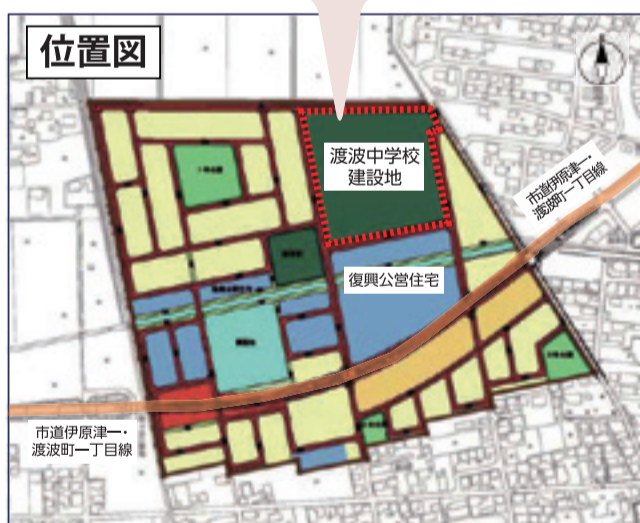 位置図
渡波中学校
建設地
市道伊原津一・
渡波町一丁目線
復興公営住宅
市道伊原津一・
渡波町一丁目線